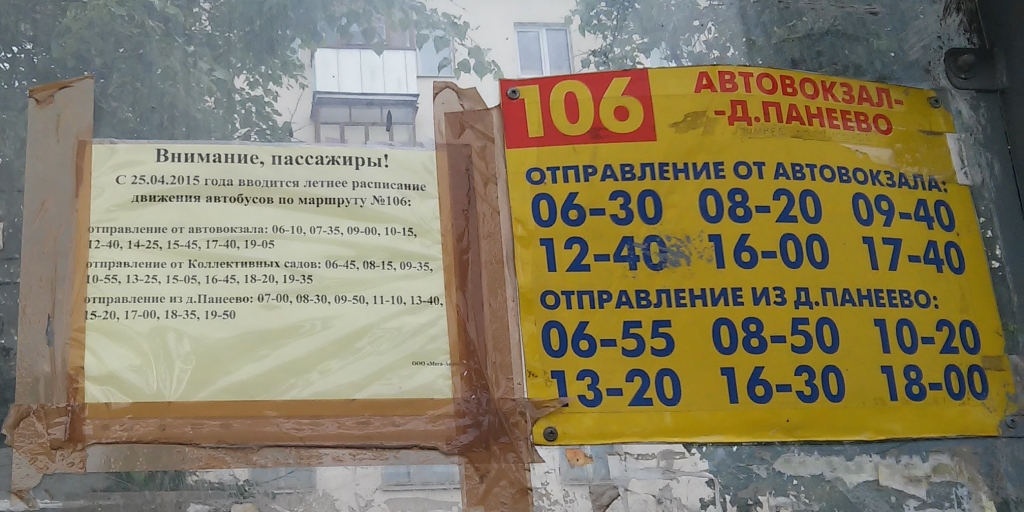 Внимание, пассажиры!
С 25.04.2015 года вводится летнее расписание
движения автобусов по маршруту №106:
отправление от автовокзала: 06-10, 07-35, 09-00, 10-15,
12-40, 14-25, 15-45, 17-40, 19-05
отправление от Коллективных садов: 06-45, 08-15, 09-35,
10-55, 13-25, 15-05, 16-45, 18-20, 19-35
отправление из д.Панеево: 07-00, 08-30, 09-50, 11-10, 13-40,
15-20, 17-00, 18-35, 19-50
ООО
106
АВТОВОКЗАЛ-
-Д.ПАНЕЕВО
ОТПРАВЛЕНИЕ ОТ АВТОВОКЗАЛА:
06-30 08-20 09-40
12-40 16-00 17-40
ОТПРАВЛЕНИЕ ИЗ Д.ПАНЕЕВО:
06-55 08-50 10-20
13-20 16-30 18-00